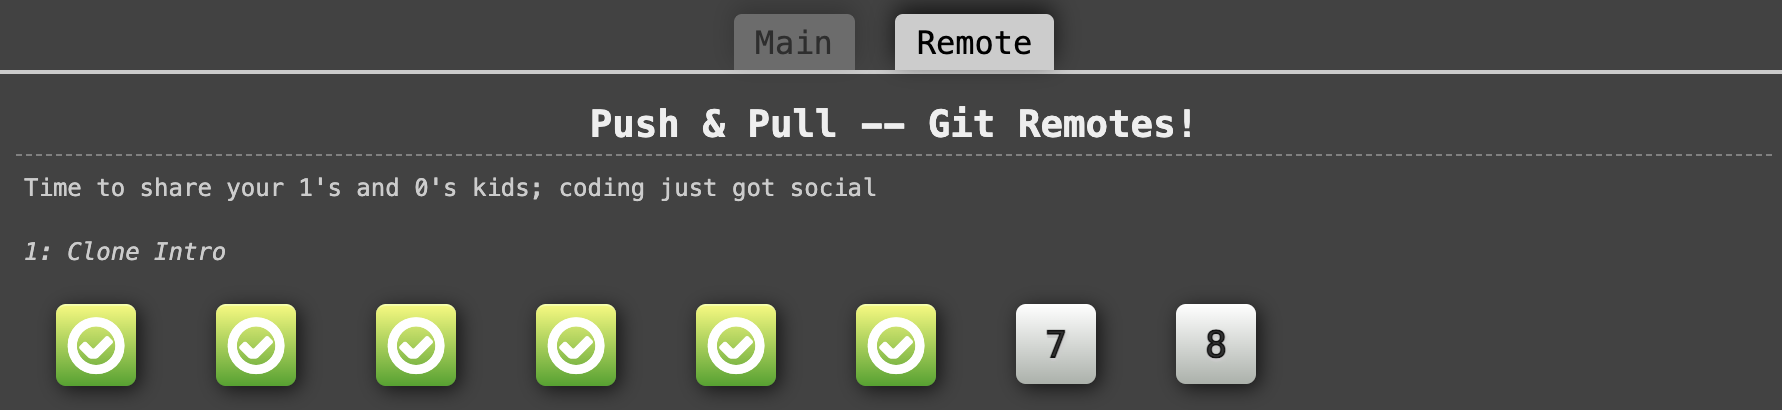 Main Remote
Push & Pull -- Git Remotes!
Time to share your 1's and 0's kids; coding just got social
1: Clone Intro
7 8